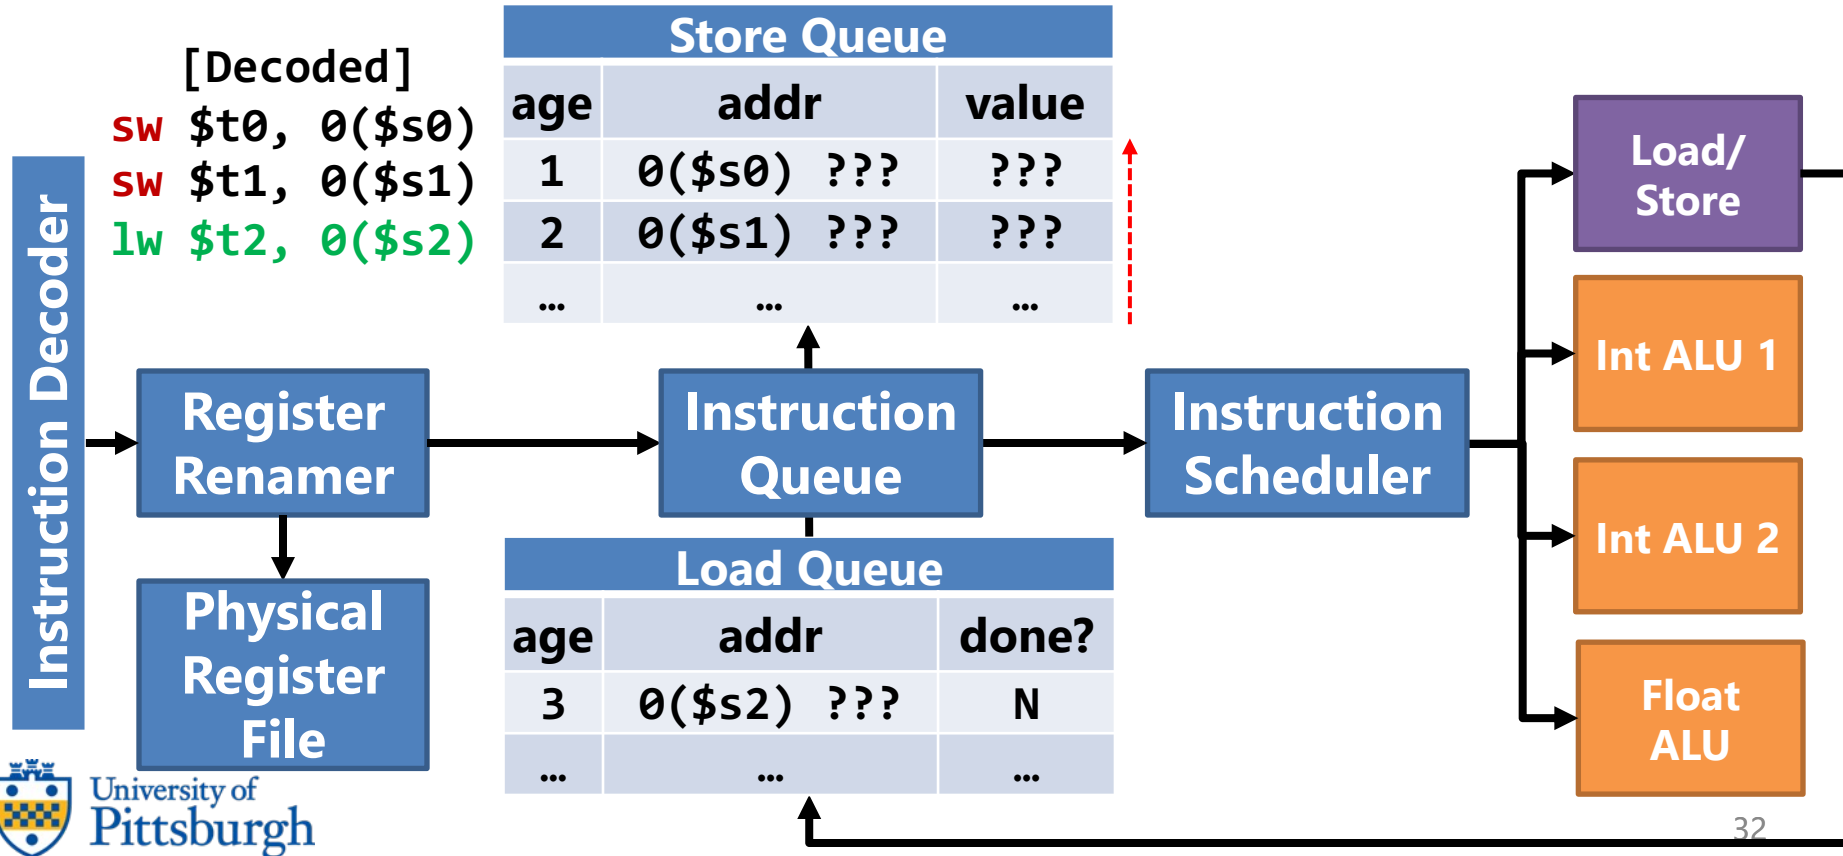 [Decoded]
sw $t0, 0($s0)
sw $t1, 0($s1)
lw $t2, 0($s2)
Store Queue
age addr value
1 0($s0) ??? ???
2 0($s1) ??? ???
… … …
Instruction Decoder
Register
Renamer
Physical
Register
File
Instruction
Queue
Load Queue
age addr done?
3 0($s2) ??? N
… … …
Instruction
Scheduler
Load/
Store
Int ALU 1
Int ALU 2
Float
ALU
University of
Pittsburgh
32